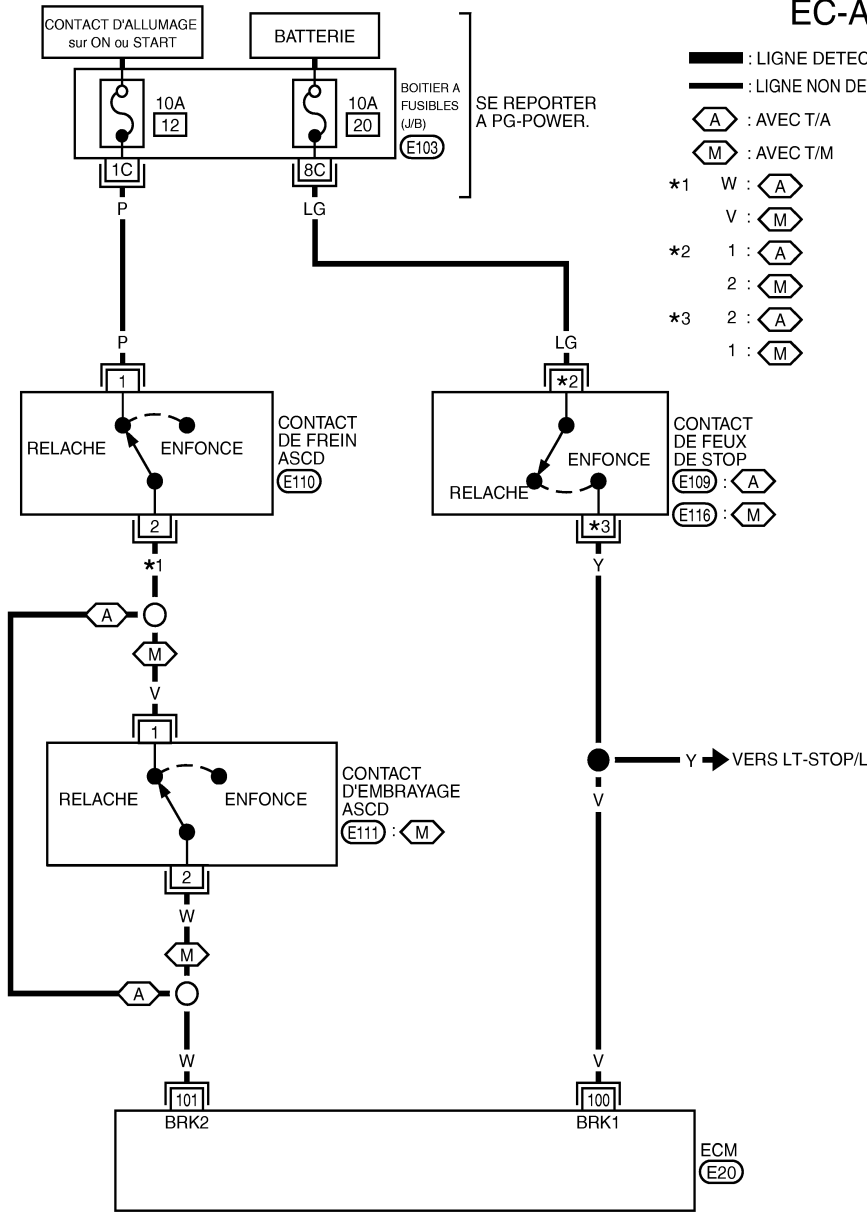 EC-A
CONTACT D'ALLUMAGE
sur ON ou START
BATTERIE
10A
12
10A
20
BOITIER A
FUSIBLES
(J/B)
E103
SE REPORTER
A PG-POWER.
1C
8C
P
LG
: LIGNE DETEC
: LIGNE NON DE
A : AVEC T/A
M : AVEC T/M
*1 W : A
V : M
*2 1 : A
2 : M
*3 2 : A
1 : M
P
LG
1
*2
RELACHE
ENFONCE
CONTACT
DE FREIN
ASCD
E110
RELACHE
ENFONCE
CONTACT
DE FEUX
DE STOP
E109 : A
E116 : M
2
*3
*1
Y
A
M
V
1
Y
VERS LT-STOP/L
V
RELACHE
ENFONCE
CONTACT
D'EMBRAYAGE
ASCD
E111 : M
2
W
M
A
W
V
101
100
BRK2
BRK1
ECM
E20